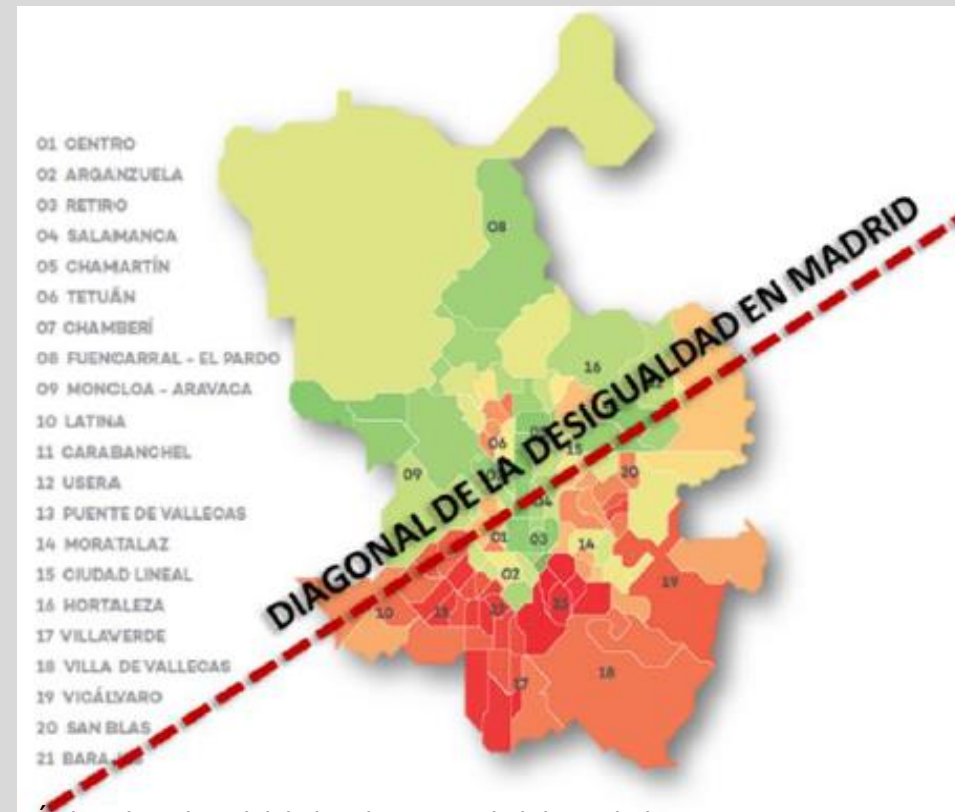 01 CENTRO
02 ARGANZUELA
03 RETIRO
04 SALAMANCA
05 CHAMARTÍN
06 TETUÁN
07 CHAMBERÍ
08 FUENCARRAL - EL PARDO
09 MONCLOA - ARAVACA
10 LATINA
11 CARABANCHEL
12 USERA
13 PUENTE DE VALLECAS
14 MORATALAZ
15 CIUDAD LINEAL
16 HORTALEZA
17 VILLAVERDE
18 VILLA DE VALLECAS
19 VICÁLVARO
20 SAN BLAS
21
DIAGONAL DE LA DESIGUALDAD EN MADRID
08
16
06
15
09
20
04
01
03
14
02
19
10
18
17